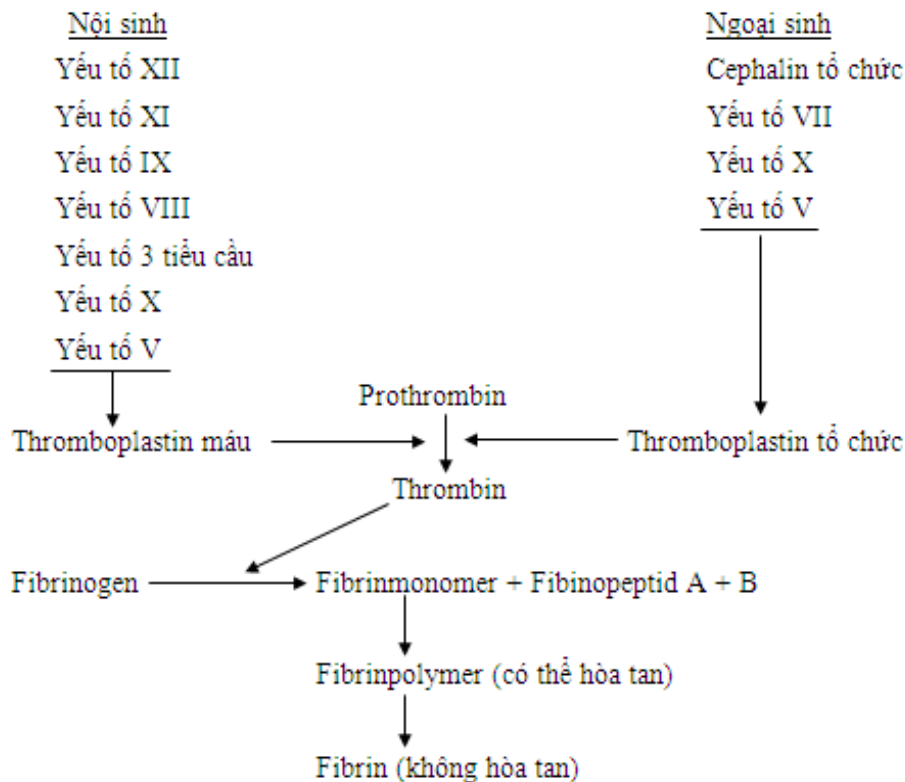 Nội sinh
Yếu tố XII
Yếu tố XI
Yếu tố IX
Yếu tố VIII
Yếu tố 3 tiểu cầu
Yếu tố X
Yếu tố V
Ngoại sinh
Cephalin tổ chức
Yếu tố VII
Yếu tố X
Yếu tố V
Prothrombin
Thromboplastin máu
Thromboplastin tổ chức
Thrombin
Fibrinogen
Fibrinmonomer + Fibinopeptid A + B
Fibrinpolymer (có thể hòa tan)
Fibrin (không hòa tan)